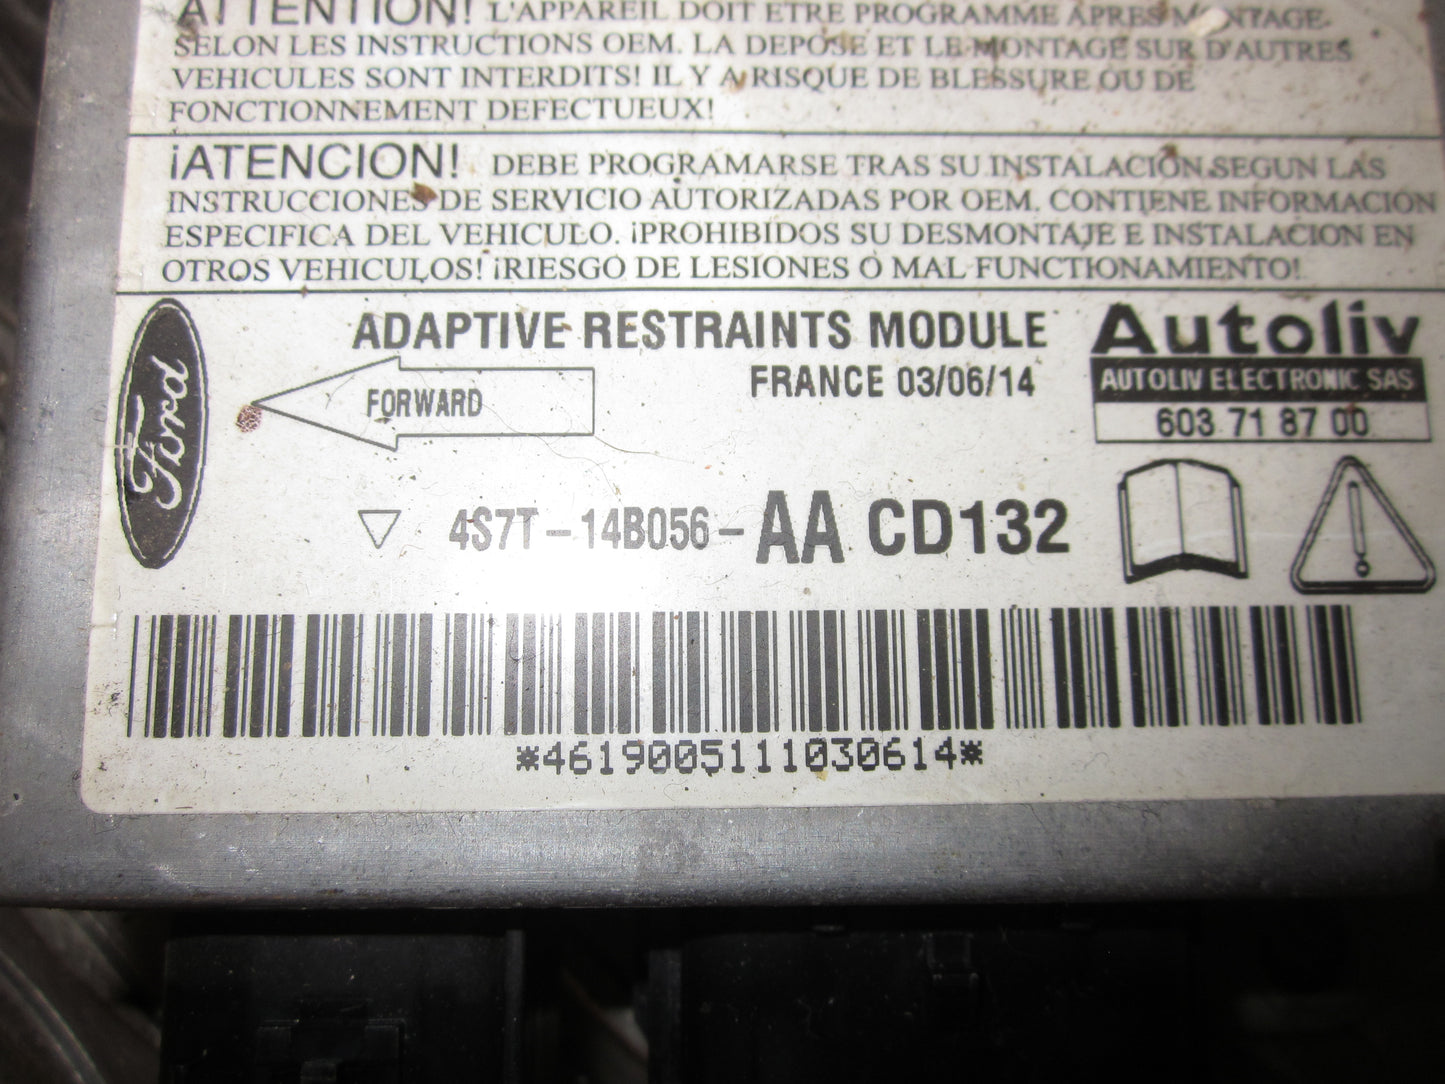 ATTENTION! L'APPAREIL DOIT ETRE PROGRAMME APRES MONTAGE
SELON LES INSTRUCTIONS OEM. LA DEPOSE ET LE MONTAGE SUR D'AUTRES
VEHICULES SONT INTERDITS! IL Y A RISQUE DE BLESSURE OU DE
FONCTIONNEMENT DEFECTUEUX!
¡ATENCION! DEBE PROGRAMARSE TRAS SU INSTALACION SEGUN LAS
INSTRUCCIONES DE SERVICIO AUTORIZADAS POR OEM. CONTIENE INFORMACION
ESPECIFICA DEL VEHICULO. ¡PROHIBIDOS SU DESMONTAJE E INSTALACION EN
OTROS VEHICULOS! ¡RIESGO DE LESIONES O MAL FUNCTIONAMIENTO!
Ford
ADAPTIVE RESTRAINTS MODULE
FRANCE 03/06/14
FORWARD
Autoliv
AUTOLIV ELECTRONIC SAS
603 71 87 00
4S7T-14B056-AA CD132
*4619005111030614*